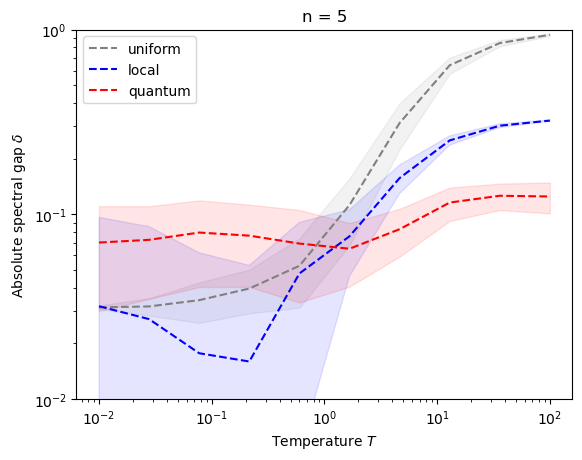 n = 5
uniform
local
quantum
Absolute spectral gap δ
10⁰
10⁻¹
10⁻²
10⁻²
10⁻¹
10⁰
10¹
10²
Temperature T